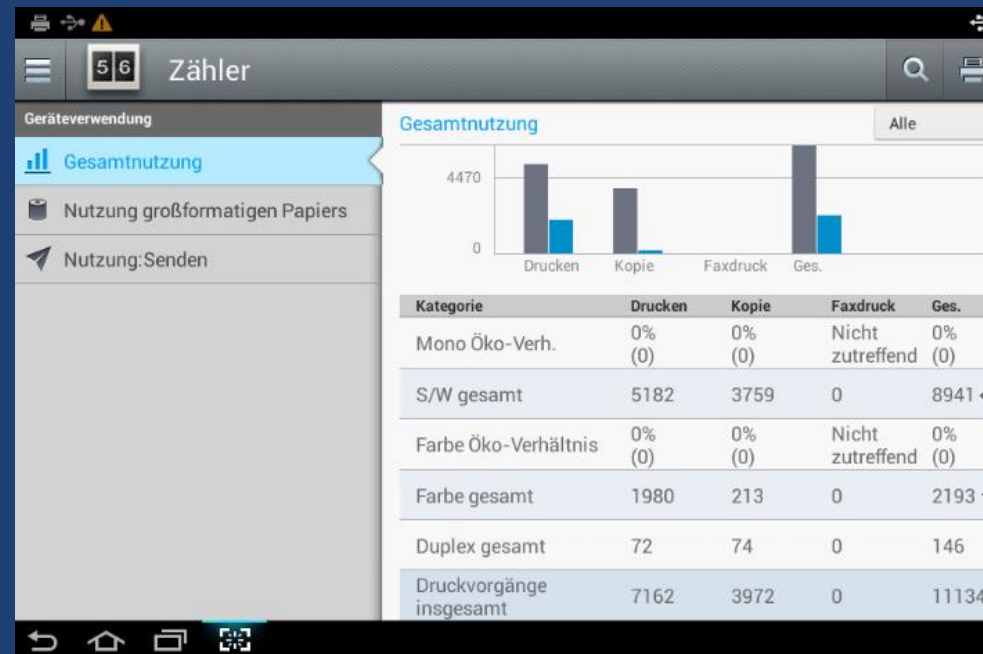 5 6 Zähler
Geräteverwendung
Gesamtnutzung
Nutzung großformatigen Papiers
Nutzung:Senden
Gesamtnutzung Alle
4470
0
Drucken Kopie Faxdruck Ges.
Kategorie Drucken Kopie Faxdruck Ges.
Mono Öko-Verh. 0% (0) 0% (0) Nicht zutreffend 0% (0)
S/W gesamt 5182 3759 0 8941
Farbe Öko-Verhältnis 0% (0) 0% (0) Nicht zutreffend 0% (0)
Farbe gesamt 1980 213 0 2193
Duplex gesamt 72 74 0 146
Druckvorgänge insgesamt 7162 3972 0 11134